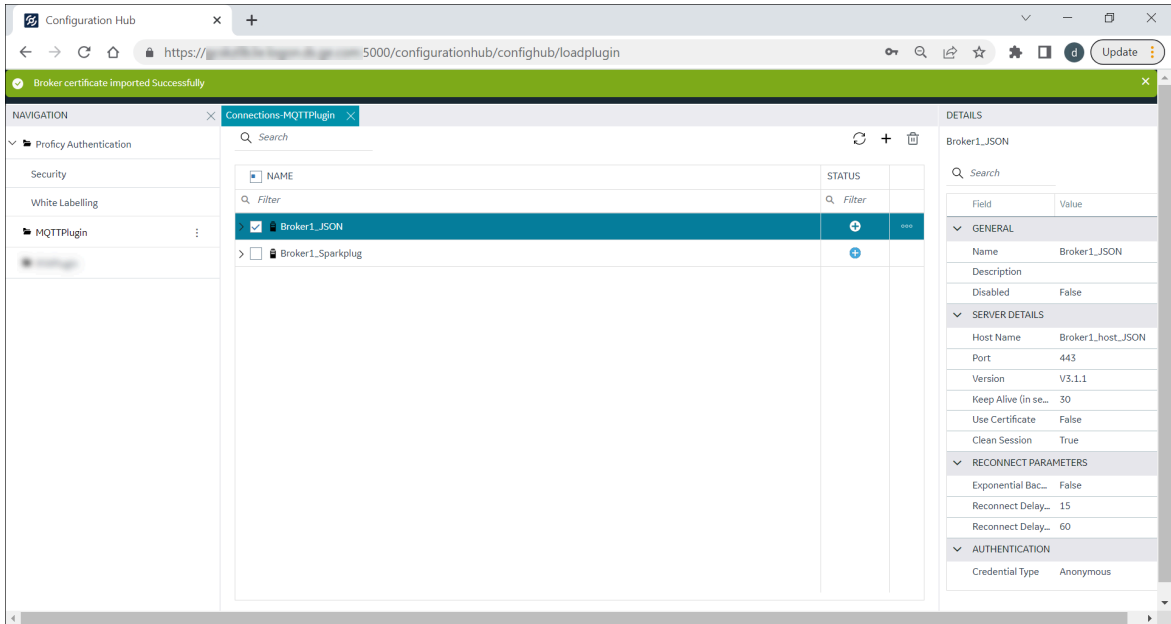 Configuration Hub
https:// 5000/configurationhub/confighub/loadplugin
d
Update
Broker certificate imported Successfully
NAVIGATION
Proficy Authentication
Security
White Labelling
MQTTPlugin
Connections-MQTTPlugin
Search
NAME
STATUS
Filter
Filter
Broker1_JSON
Broker1_Sparkplug
DETAILS
Broker1_JSON
Search
Field Value
GENERAL
Name Broker1_JSON
Description
Disabled False
SERVER DETAILS
Host Name Broker1_host_JSON
Port 443
Version V3.1.1
Keep Alive (in se... 30
Use Certificate False
Clean Session True
RECONNECT PARAMETERS
Exponential Bac... False
Reconnect Delay... 15
Reconnect Delay... 60
AUTHENTICATION
Credential Type Anonymous